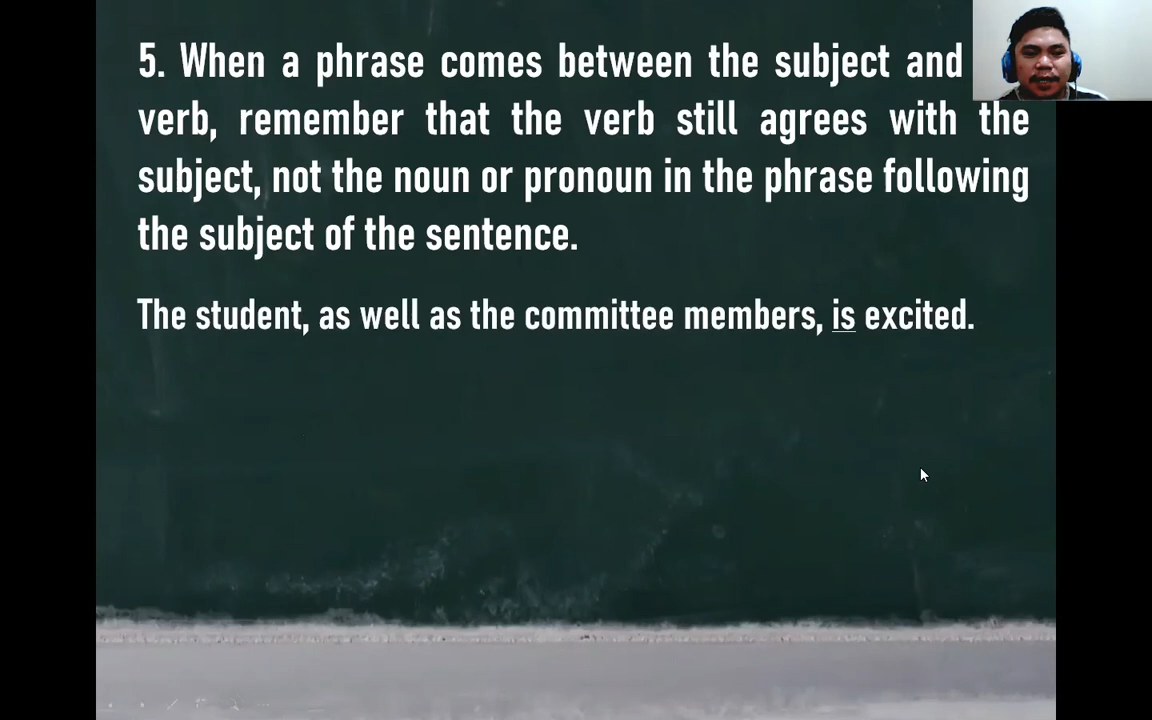 5. When a phrase comes between the subject and
verb, remember that the verb still agrees with the
subject, not the noun or pronoun in the phrase following
the subject of the sentence.
The student, as well as the committee members, is excited.